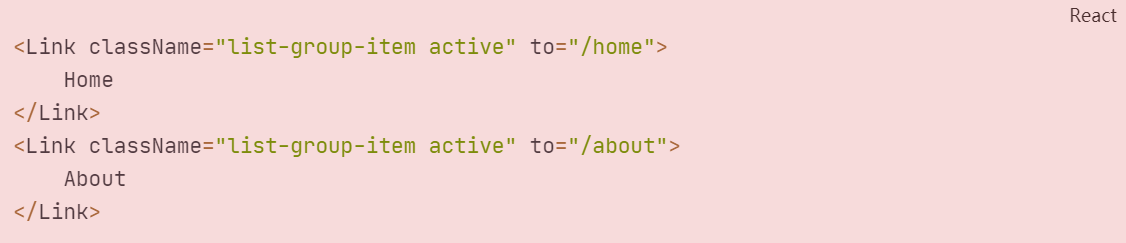 React
<Link className="list-group-item active" to="/home">
    Home
</Link>
<Link className="list-group-item active" to="/about">
    About
</Link>